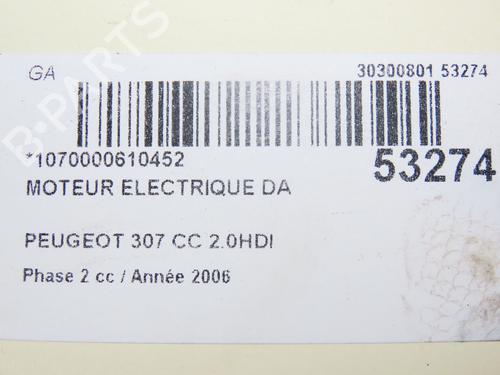 GA
30300801 53274
*1070000610452
53274
MOTEUR ELECTRIQUE DA
PEUGEOT 307 CC 2.0HDI
Phase 2 cc / Année 2006
B-PARTS